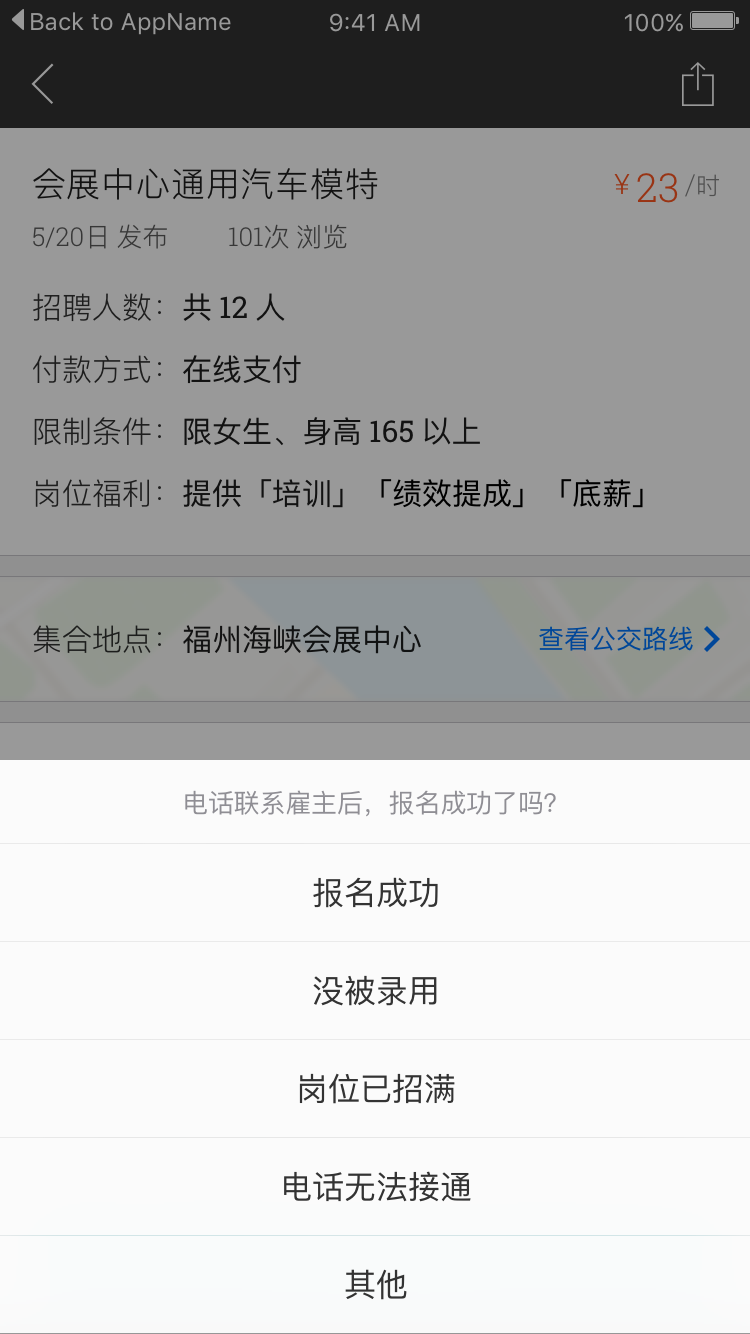 Back to AppName 9:41 AM 100%
会展中心通用汽车模特 ¥23/时
5/20日 发布 101次 浏览
招聘人数：共 12 人
付款方式：在线支付
限制条件：限女生、身高 165 以上
岗位福利：提供「培训」「绩效提成」「底薪」
集合地点：福州海峡会展中心 查看公交路线
电话联系雇主后，报名成功了吗?
报名成功
没被录用
岗位已招满
电话无法接通
其他